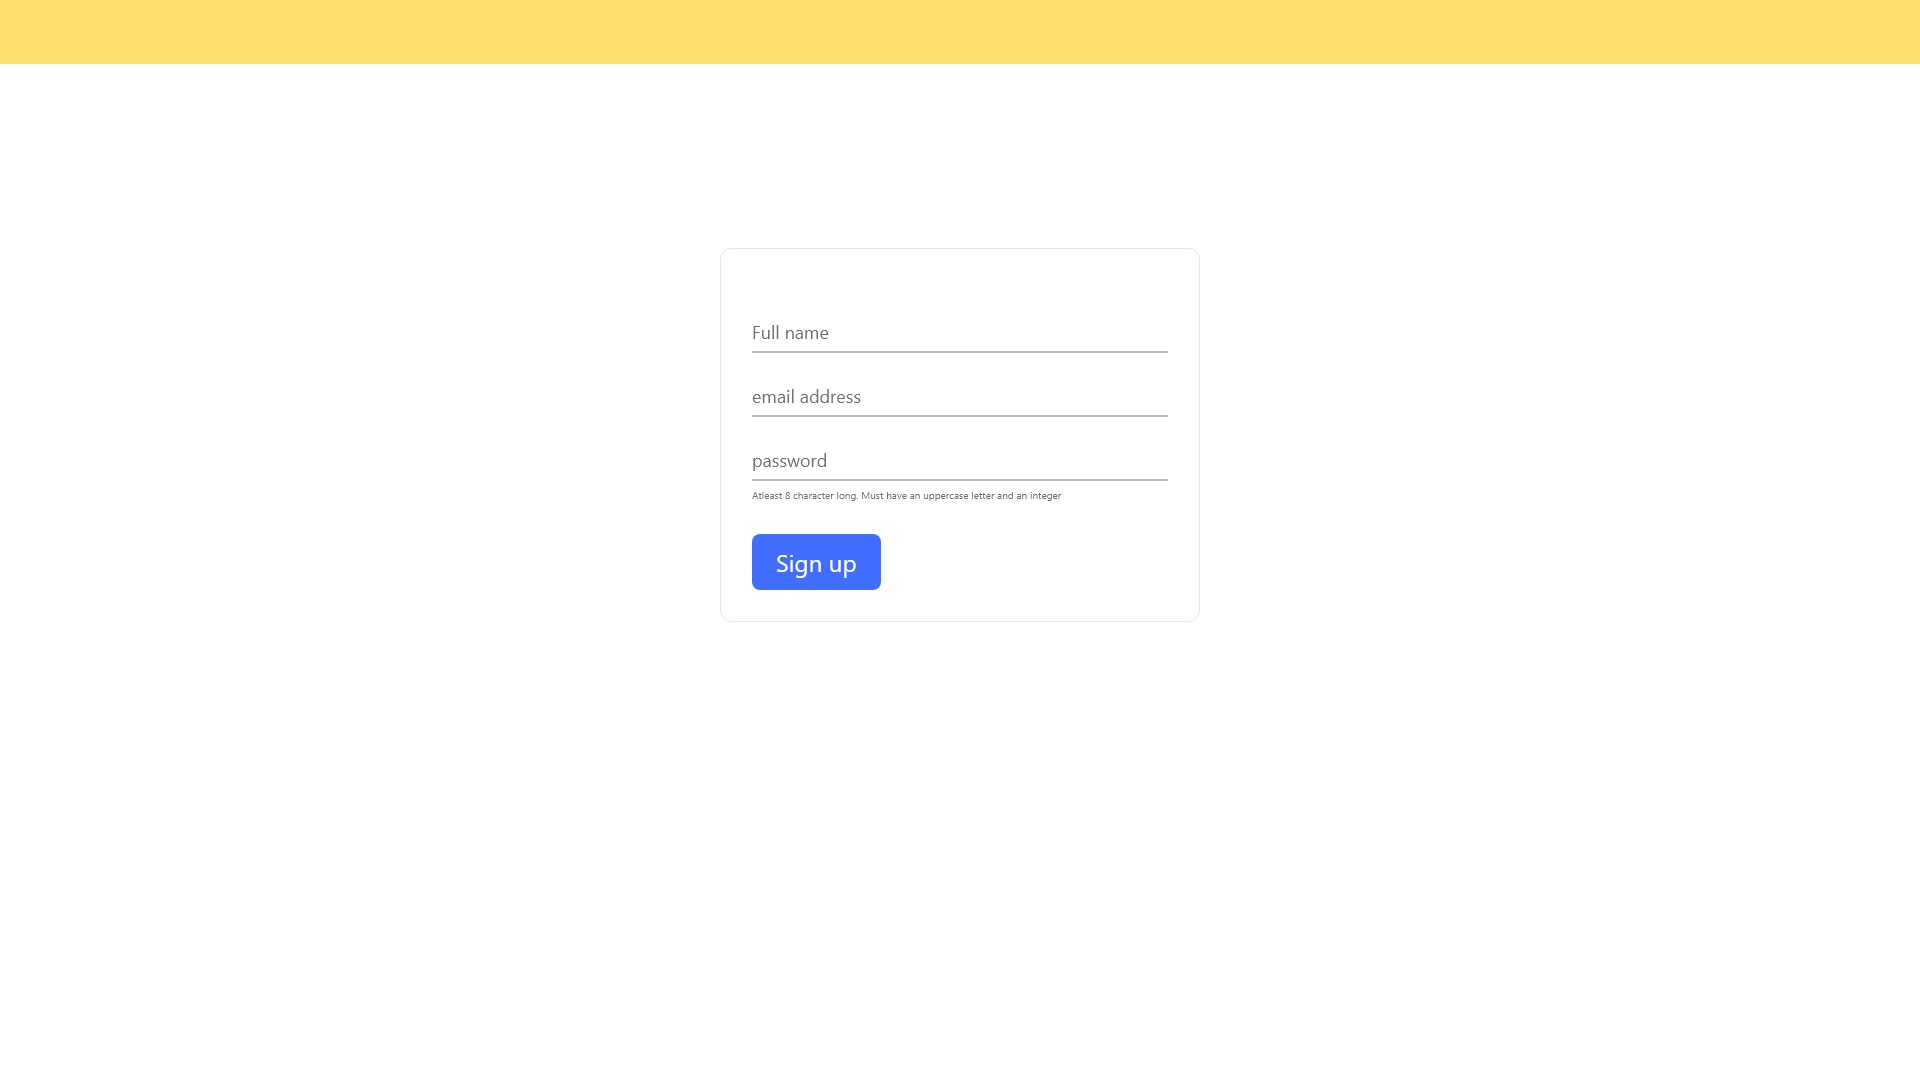 Full name
email address
password
Atleast 8 character long. Must have an uppercase letter and an integer
Sign up